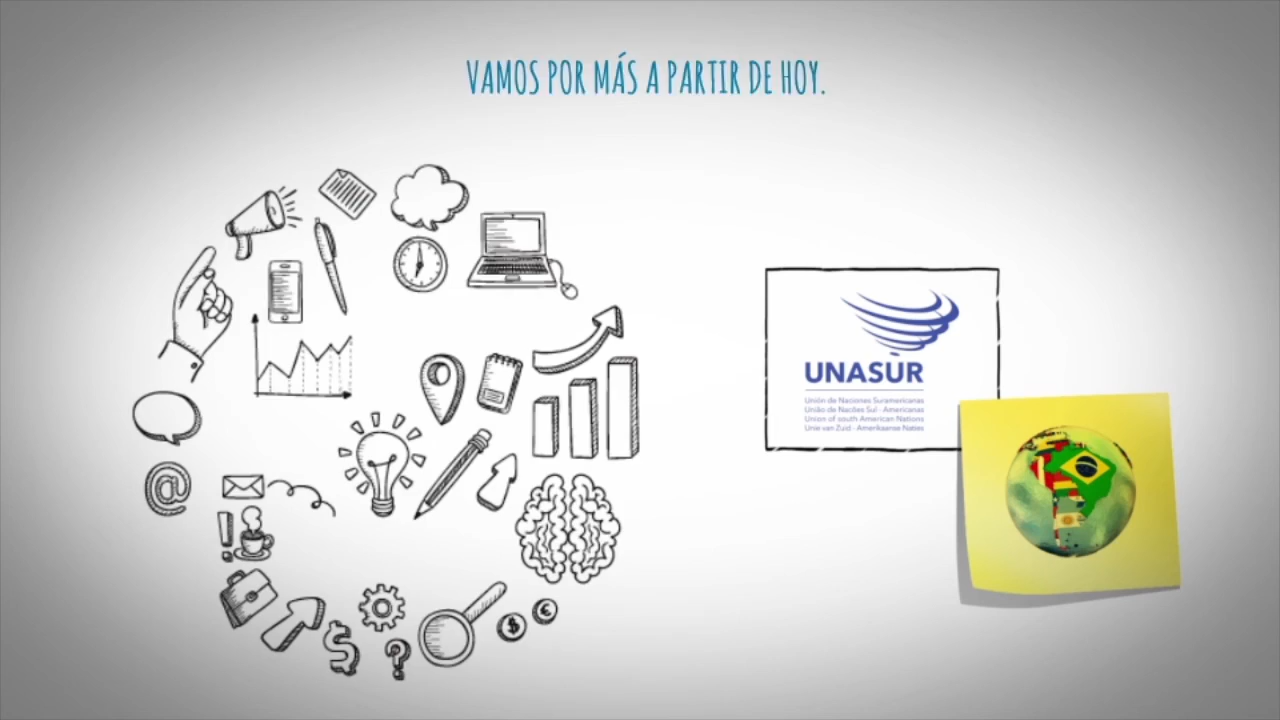 VAMOS POR MÁS A PARTIR DE HOY.
UNASUR
Unión de Naciones Suramericanas
União de Nações Sul - Americanas
Union of south American Nations
Unie van Zuid - Amerikaanse Naties